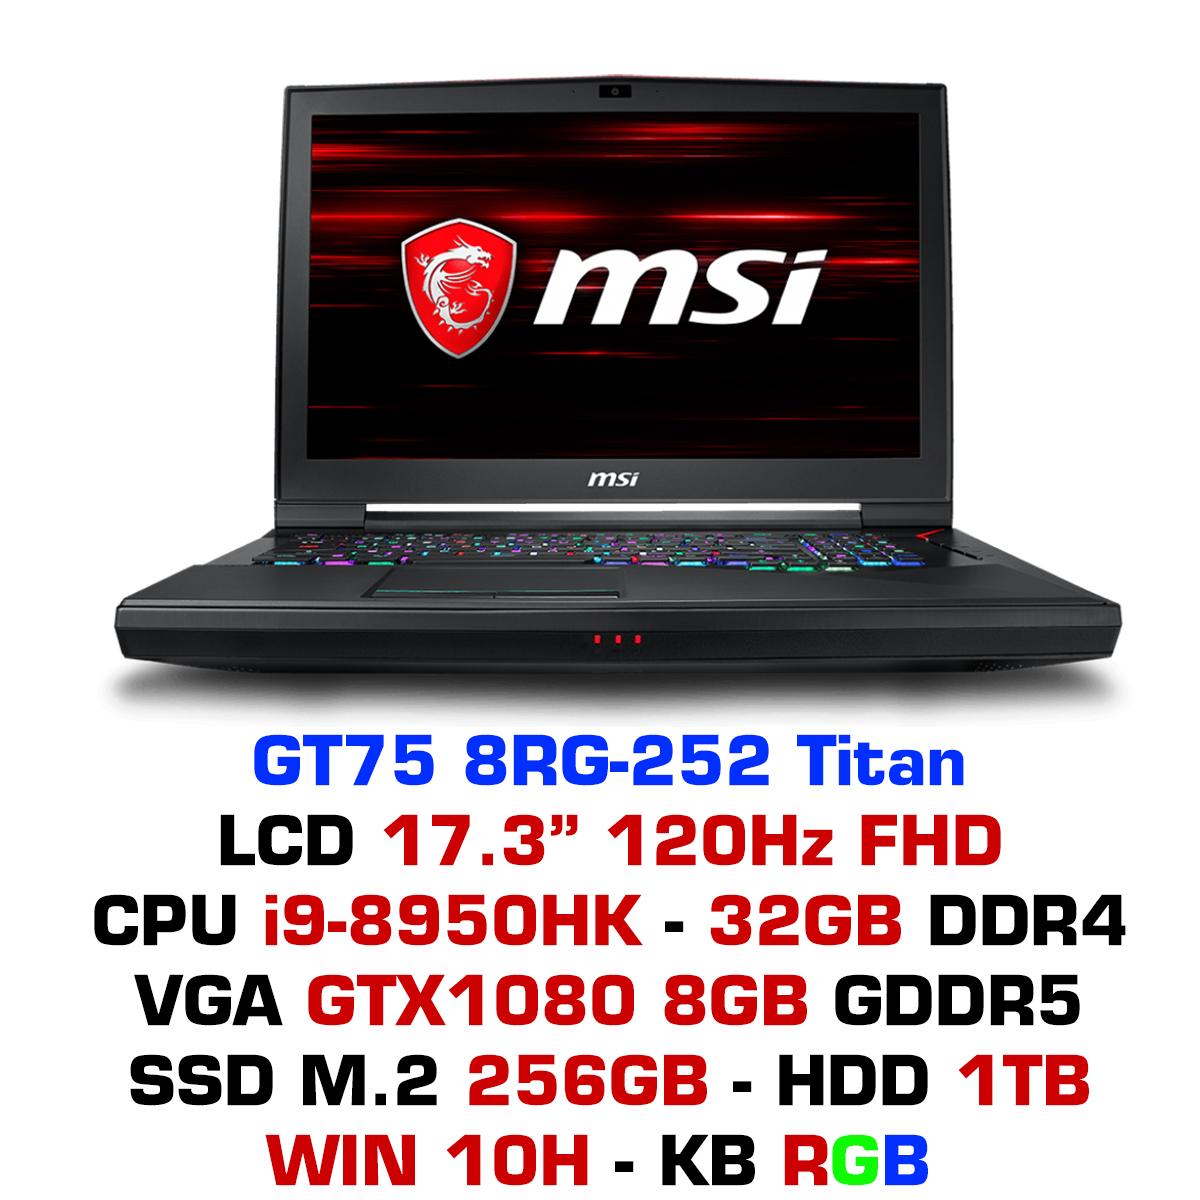 msi
msi
GT75 8RG-252 Titan
LCD 17.3” 120Hz FHD
CPU i9-8950HK - 32GB DDR4
VGA GTX1080 8GB GDDR5
SSD M.2 256GB - HDD 1TB
WIN 10H - KB RGB